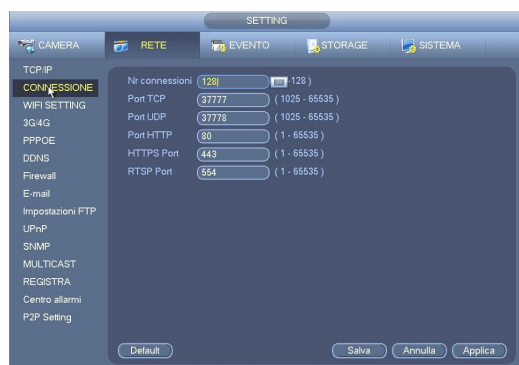 SETTING
CAMERA RETE EVENTO STORAGE SISTEMA
TCP/IP
CONNESSIONE
WIFI SETTING
3G/4G
PPPOE
DDNS
Firewall
E-mail
Impostazioni FTP
UPnP
SNMP
MULTICAST
REGISTRA
Centro allarmi
P2P Setting
Nr connessioni 128 -128 )
Port TCP 37777 ( 1025 - 65535 )
Port UDP 37778 ( 1025 - 65535 )
Port HTTP 80 ( 1 - 65535 )
HTTPS Port 443 ( 1 - 65535 )
RTSP Port 554 ( 1 - 65535 )
Default Salva Annulla Applica